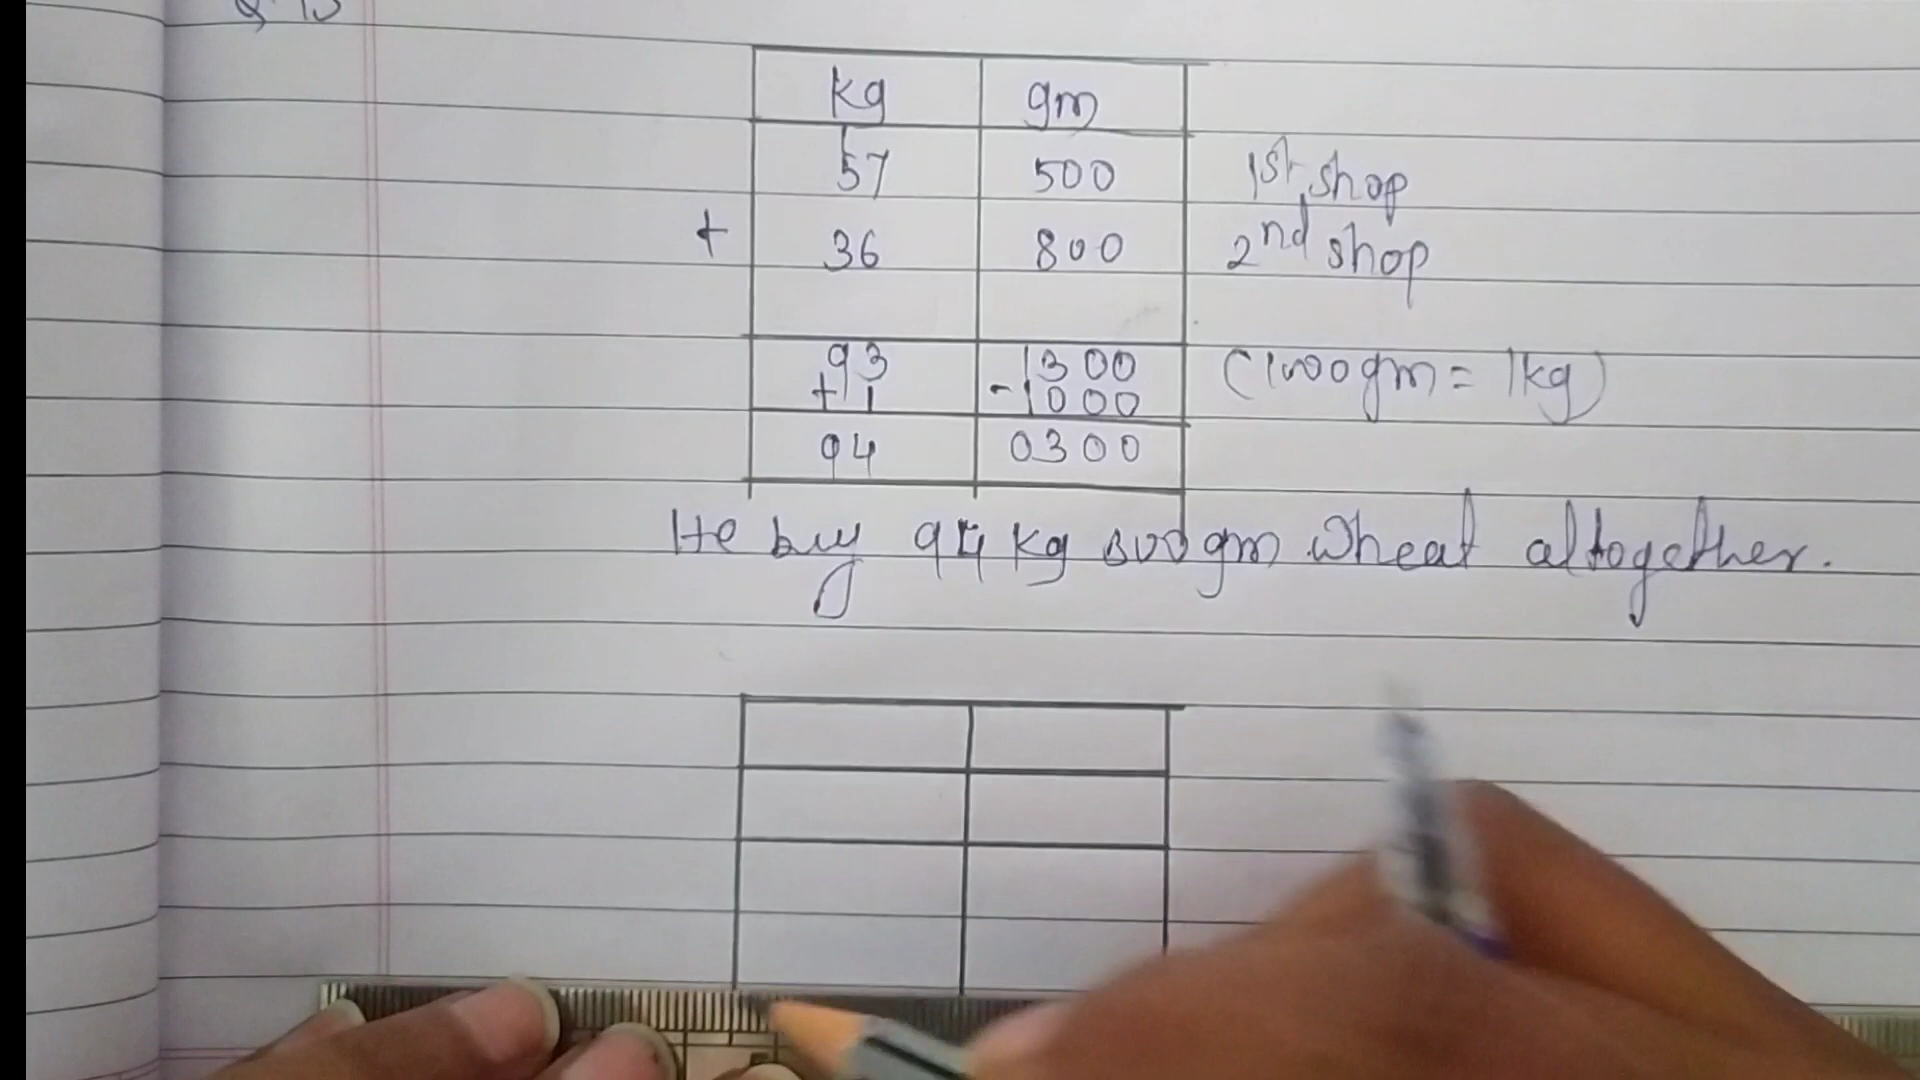 kg gm
1
57 500 1st shop
+ 36 800 2nd shop
93 1300 (1000gm = 1kg)
+ 1 - 1000
94 0300
He buy 94 kg 300 gm wheat altogether.